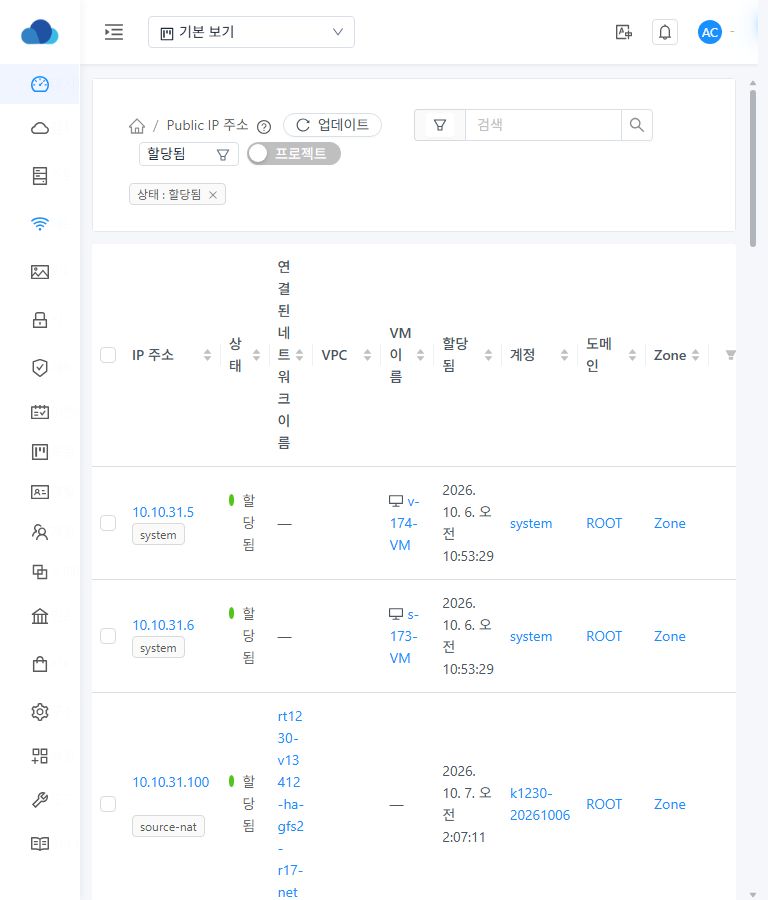 기본 보기
AC
/ Public IP 주소
업데이트
검색
할당됨
프로젝트
상태 : 할당됨
IP 주소
상
태
연
결
된
네
트
워
크
이
름
VPC
VM
이
름
할당
됨
계정
도메
인
Zone
10.10.31.5
system
할
당
됨
—
v-
174-
VM
2026.
10. 6. 오
전
10:53:29
system
ROOT
Zone
10.10.31.6
system
할
당
됨
—
s-
173-
VM
2026.
10. 6. 오
전
10:53:29
system
ROOT
Zone
10.10.31.100
source-nat
할
당
됨
rt12
30-
v13
412
-ha-
gfs2
-
r17-
net
—
2026.
10. 7. 오
전
2:07:11
k1230-
20261006
ROOT
Zone